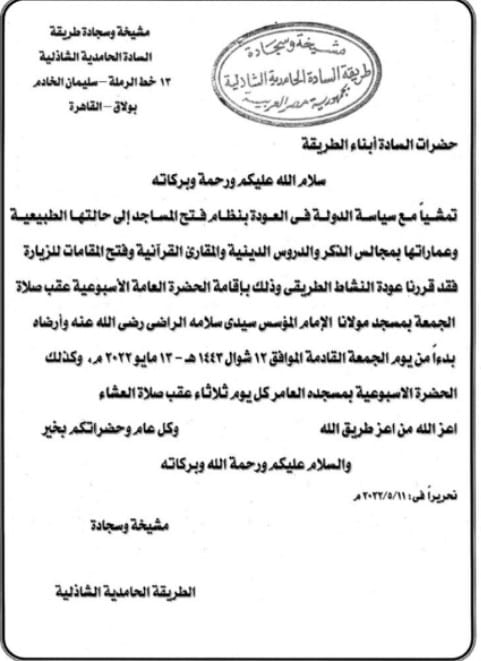 مشيخة وسجادة طريقة
السادة الحامدية الشاذلية
١٣ خط الرملة - سليمان الخادم
بولاق - القاهرة
مشيخة وسجادة
طريقة السادة الحامدية الشاذلية
بجمهورية مصر العربية
حضرات السادة أبناء الطريقة
سلام الله عليكم ورحمة وبركاته
تمشياً مع سياسة الدولة فى العودة بنظام فتح المساجد إلى حالتها الطبيعية
وعماراتها بمجالس الذكر والدروس الدينية والمقارئ القرآنية وفتح المقامات للزيارة
فقد قررنا عودة النشاط الطريقى وذلك بإقامة الحضرة العامة الأسبوعية عقب صلاة
الجمعة بمسجد مولانا الإمام المؤسس سيدى سلامه الراضى رضى الله عنه وأرضاه
بدءاً من يوم الجمعة القادمة الموافق ١٢ شوال ١٤٤٣ هـ - ١٣ مايو ٢٠٢٢ م، وكذلك
الحضرة الاسبوعية بمسجده العامر كل يوم ثلاثاء عقب صلاة العشاء
اعز الله من اعز طريق الله وكل عام وحضراتكم بخير
والسلام عليكم ورحمة الله وبركاته
تحريراً فى: ٢٠٢٢/٥/١١ م
مشيخة وسجادة
الطريقة الحامدية الشاذلية